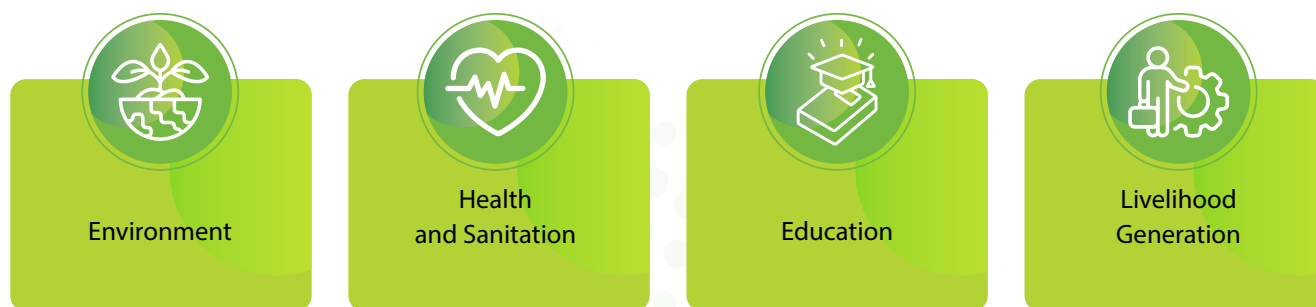 Environment
Health
and Sanitation
Education
Livelihood
Generation